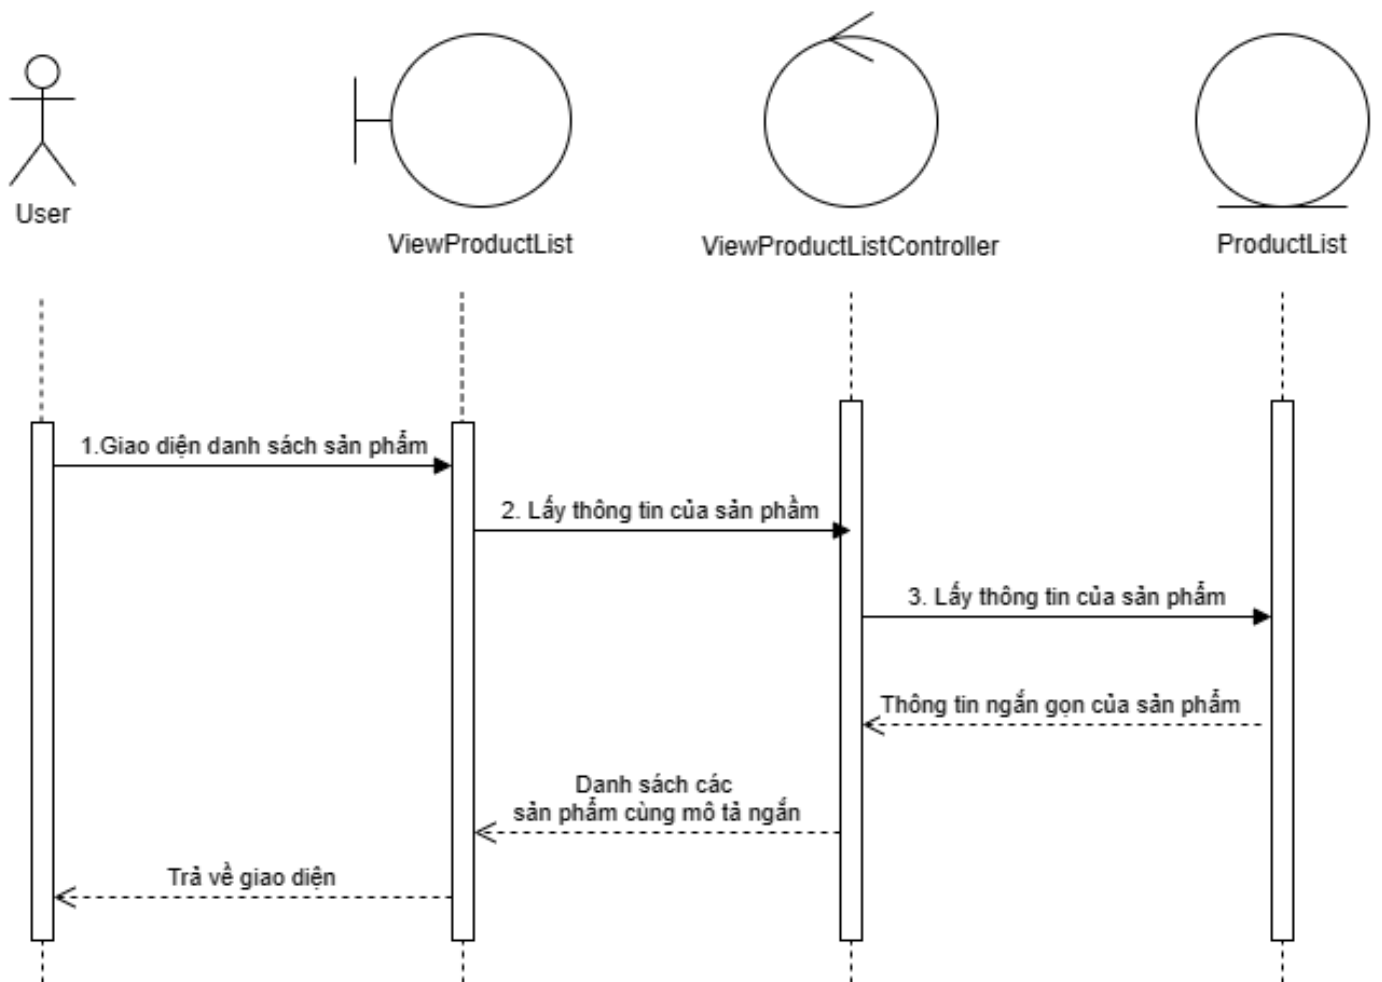 User
ViewProductList
ViewProductListController
ProductList
1.Giao diện danh sách sản phẩm
2. Lấy thông tin của sản phẩm
3. Lấy thông tin của sản phẩm
Thông tin ngắn gọn của sản phẩm
Danh sách các
sản phẩm cùng mô tả ngắn
Trả về giao diện